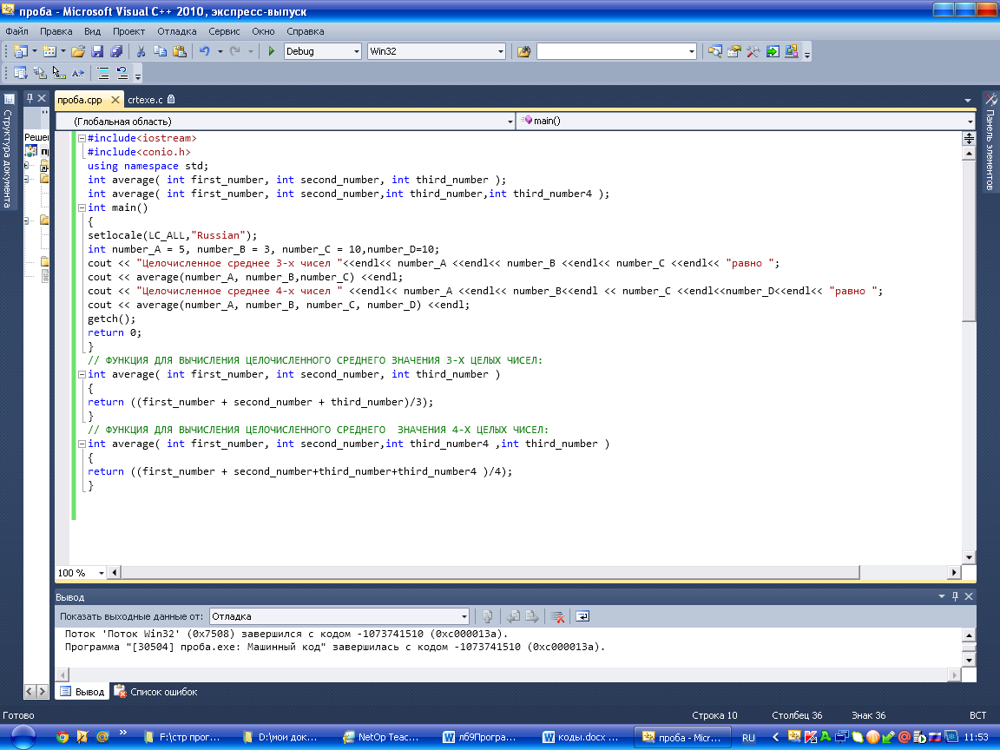 проба - Microsoft Visual C++ 2010, экспресс-выпуск
Файл Правка Вид Проект Отладка Сервис Окно Справка
Debug Win32
проба.cpp crtexe.c
Структура документа
Решен
Панель элементов
(Глобальная область) main()
#include<iostream>
#include<conio.h>
using namespace std;
int average( int first_number, int second_number, int third_number );
int average( int first_number, int second_number,int third_number,int third_number4 );
int main()
{
setlocale(LC_ALL,"Russian");
int number_A = 5, number_B = 3, number_C = 10,number_D=10;
cout << "Целочисленное среднее 3-х чисел "<<endl<< number_A <<endl<< number_B <<endl<< number_C <<endl<< "равно ";
cout << average(number_A, number_B,number_C) <<endl;
cout << "Целочисленное среднее 4-х чисел " <<endl<< number_A <<endl<< number_B<<endl << number_C <<endl<<number_D<<endl<< "равно ";
cout << average(number_A, number_B, number_C, number_D) <<endl;
getch();
return 0;
}
// ФУНКЦИЯ ДЛЯ ВЫЧИСЛЕНИЯ ЦЕЛОЧИСЛЕННОГО СРЕДНЕГО ЗНАЧЕНИЯ 3-Х ЦЕЛЫХ ЧИСЕЛ:
int average( int first_number, int second_number, int third_number )
{
return ((first_number + second_number + third_number)/3);
}
// ФУНКЦИЯ ДЛЯ ВЫЧИСЛЕНИЯ ЦЕЛОЧИСЛЕННОГО СРЕДНЕГО  ЗНАЧЕНИЯ 4-Х ЦЕЛЫХ ЧИСЕЛ:
int average( int first_number, int second_number,int third_number4 ,int third_number )
{
return ((first_number + second_number+third_number+third_number4 )/4);
}
100 %
Вывод
Показать выходные данные от: Отладка
Поток 'Поток Win32' (0x7508) завершился с кодом -1073741510 (0xc000013a).
Программа "[30504] проба.exe: Машинный код" завершилась с кодом -1073741510 (0xc000013a).
Вывод Список ошибок
Готово Строка 10 Столбец 36 Знак 36 ВСТ
F:\стр прог... D:\мои док... NetOp Teac... лб9Програ... коды.docx ... проба - Micr... RU 11:53